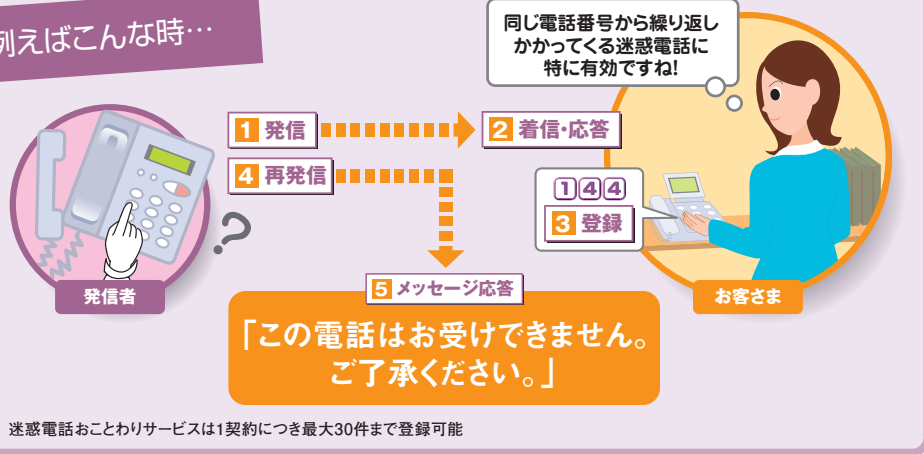 例えばこんな時…
同じ電話番号から繰り返し
かかってくる迷惑電話に
特に有効ですね!
1 発信
2 着信・応答
4 再発信
144
3 登録
?
発信者
お客さま
5 メッセージ応答
「この電話はお受けできません。
ご了承ください。」
迷惑電話おことわりサービスは1契約につき最大30件まで登録可能